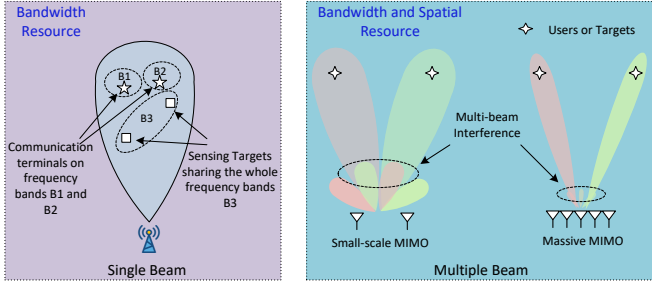 Bandwidth
Resource
B1
B2
B3
Communication
terminals on
frequency
bands B1 and
B2
Sensing Targets
sharing the whole
frequency bands
B3
Single Beam
Bandwidth and Spatial
Resource
Users or Targets
Multi-beam
Interference
Small-scale MIMO
Massive MIMO
Multiple Beam